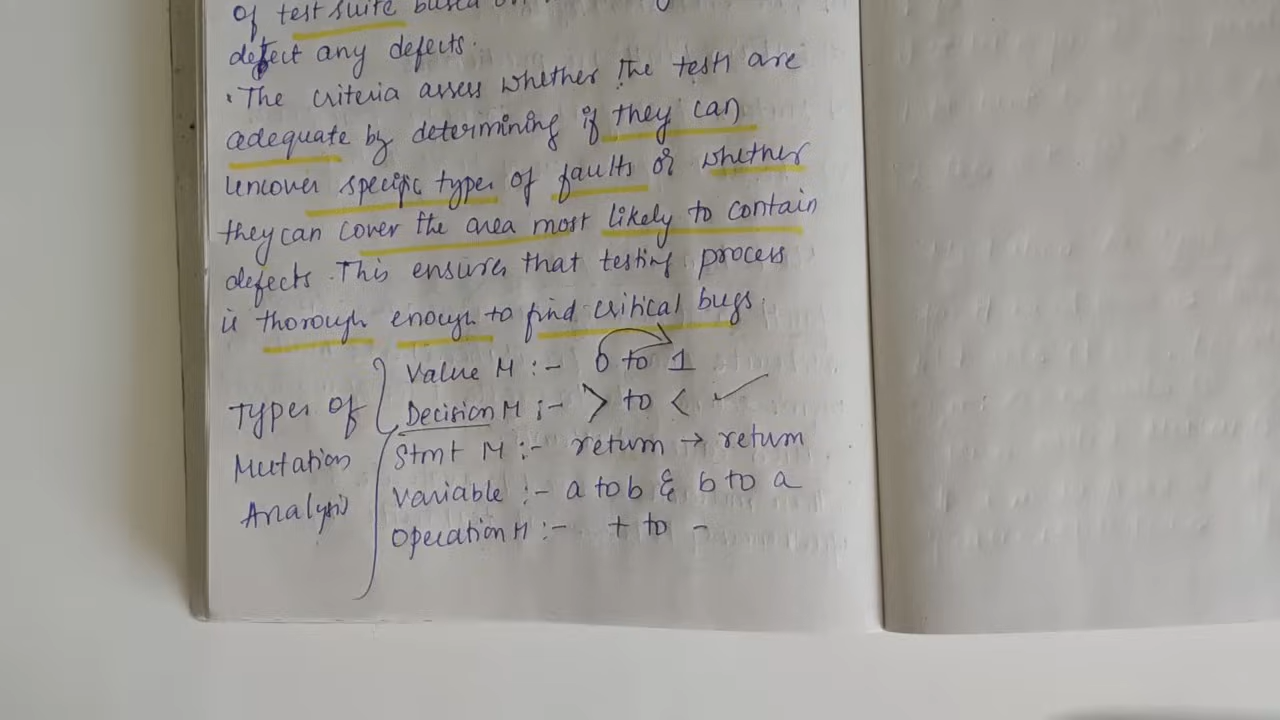 of test suite based
defect any defects.
• The criteria assess whether the tests are
adequate by determining if they can
uncover specific types of faults or whether
they can cover the area most likely to contain
defects. This ensures that testing process
is thorough enough to find critical bugs.
Types of Mutation Analysis
Value M :- 0 to 1
Decision M :- > to < ✓
Stmt M :- return → return
Variable :- a to b & b to a
Operation M :- + to -